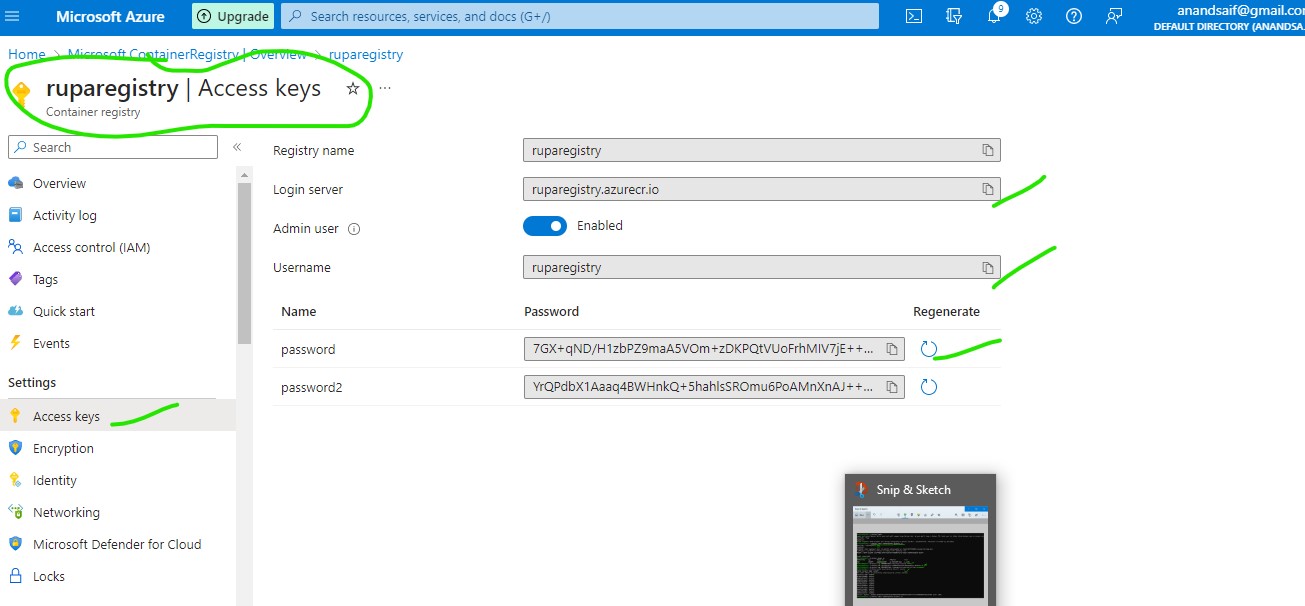 Microsoft Azure
Upgrade
Search resources, services, and docs (G+/)
9
anandsaif@gmail.com
DEFAULT DIRECTORY (ANANDSA.
Home > Microsoft.ContainerRegistry | Overview > ruparegistry
ruparegistry | Access keys
Container registry
Search
Overview
Activity log
Access control (IAM)
Tags
Quick start
Events
Settings
Access keys
Encryption
Identity
Networking
Microsoft Defender for Cloud
Locks
Registry name
ruparegistry
Login server
ruparegistry.azurecr.io
Admin user
Enabled
Username
ruparegistry
Name Password Regenerate
password 7GX+qND/H1zbPZ9maA5VOm+zDKPQtVUoFrhMIV7jE++...
password2 YrQPdbX1Aaaq4BWHnkQ+5hahlsSROmu6PoAMnXnAJ++...
Snip & Sketch